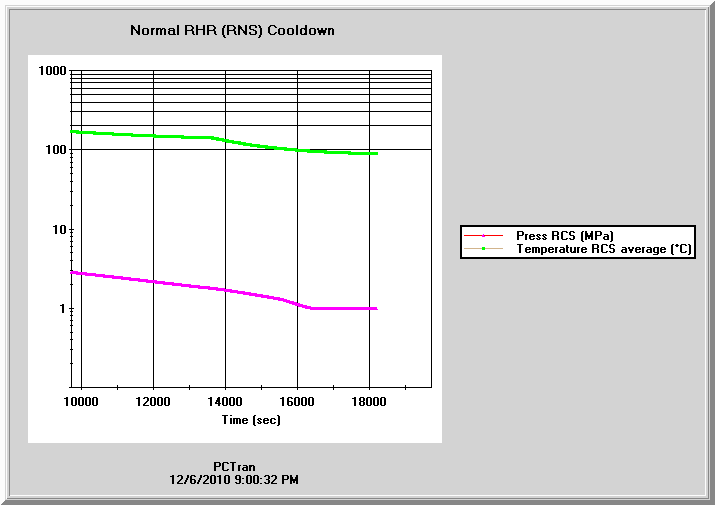 Normal RHR (RNS) Cooldown
1000
100
10
1
10000 12000 14000 16000 18000
Time (sec)
Press RCS (MPa)
Temperature RCS average (°C)
PCTran
12/6/2010 9:00:32 PM